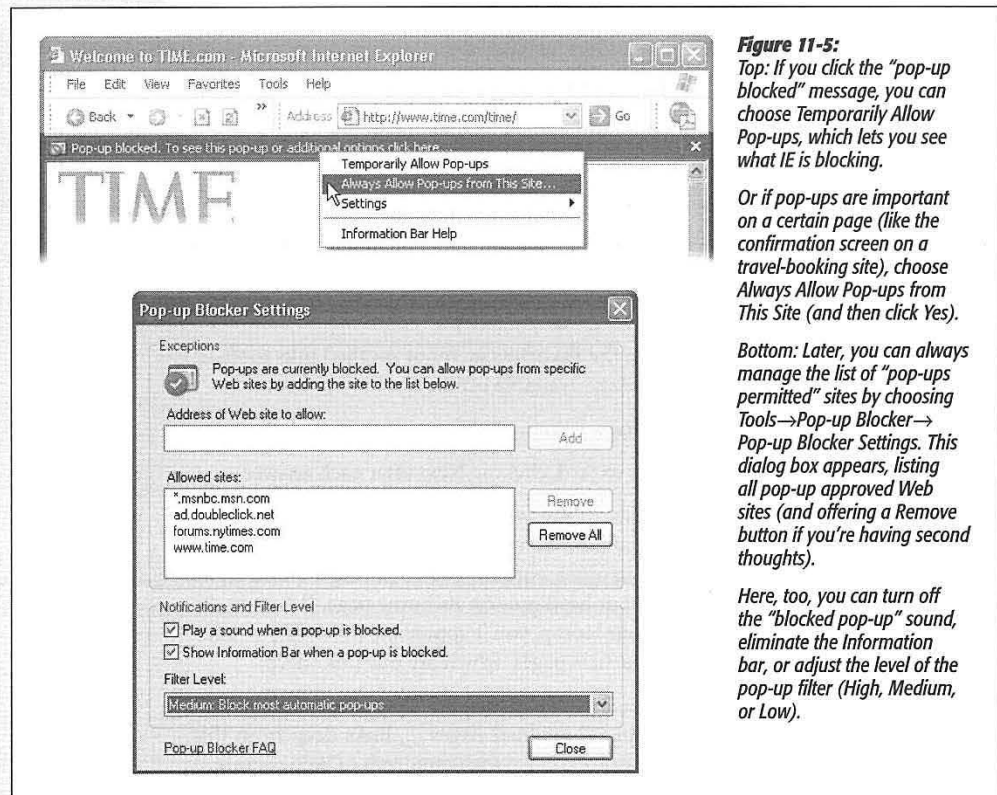 Welcome to TIME.com - Microsoft Internet Explorer
File Edit View Favorites Tools Help
Back » Address http://www.time.com/time/ Go
Pop-up blocked. To see this pop-up or additional options click here...
Temporarily Allow Pop-ups
Always Allow Pop-ups from This Site...
Settings
Information Bar Help
TIME
Pop-up Blocker Settings
Exceptions
Pop-ups are currently blocked. You can allow pop-ups from specific
Web sites by adding the site to the list below.
Address of Web site to allow:
Add
Allowed sites:
*.msnbc.msn.com
ad.doubleclick.net
forums.nytimes.com
www.time.com
Remove
Remove All
Notifications and Filter Level
Play a sound when a pop-up is blocked.
Show Information Bar when a pop-up is blocked.
Filter Level:
Medium: Block most automatic pop-ups
Pop-up Blocker FAQ
Close
Figure 11-5:
Top: If you click the “pop-up
blocked” message, you can
choose Temporarily Allow
Pop-ups, which lets you see
what IE is blocking.
Or if pop-ups are important
on a certain page (like the
confirmation screen on a
travel-booking site), choose
Always Allow Pop-ups from
This Site (and then click Yes).
Bottom: Later, you can always
manage the list of “pop-ups
permitted” sites by choosing
Tools→Pop-up Blocker→
Pop-up Blocker Settings. This
dialog box appears, listing
all pop-up approved Web
sites (and offering a Remove
button if you're having second
thoughts).
Here, too, you can turn off
the “blocked pop-up” sound,
eliminate the Information
bar, or adjust the level of the
pop-up filter (High, Medium,
or Low).